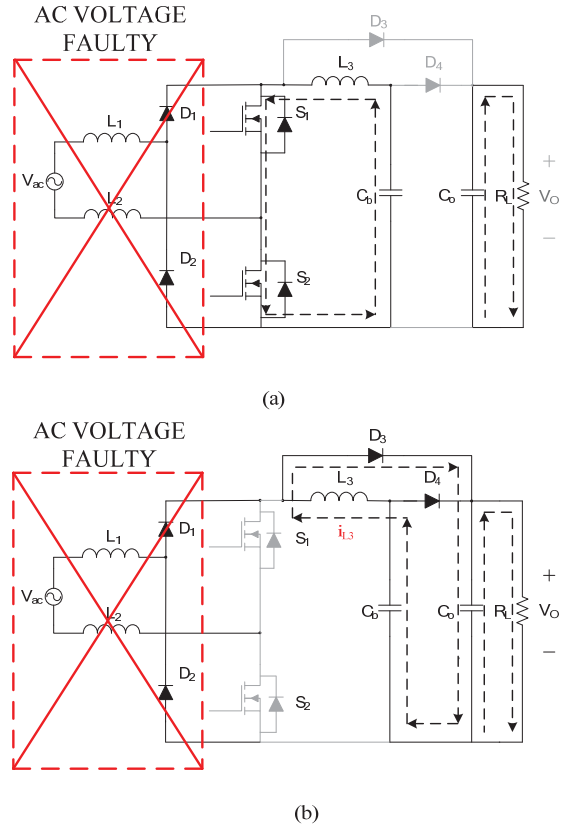 AC VOLTAGE
FAULTY
D3
L3
D4
D1
S1
L1
Vac
L2
Cb
Co
RL
+
VO
−
D2
S2
(a)
AC VOLTAGE
FAULTY
D3
L3
D4
D1
S1
iL3
L1
Vac
L2
Cb
Co
RL
+
VO
−
D2
S2
(b)